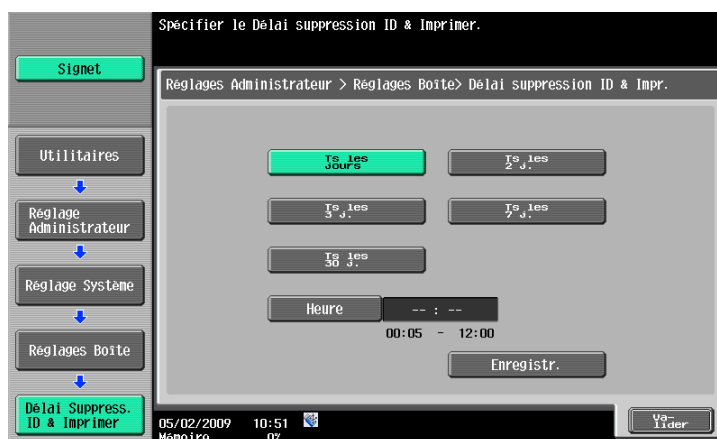 Spécifier le Délai suppression ID & Imprimer.
Signet
Réglages Administrateur > Réglages Boîte> Délai suppression ID & Impr.
Utilitaires
Réglage
Administrateur
Réglage Système
Réglages Boîte
Délai Suppress.
ID & Imprimer
Ts les
Jours
Ts les
2 J.
Ts les
3 J.
Ts les
7 J.
Ts les
30 J.
Heure
-- : --
00:05 - 12:00
Enregistr.
05/02/2009 10:51
Mémoire 0%
Va-
lider